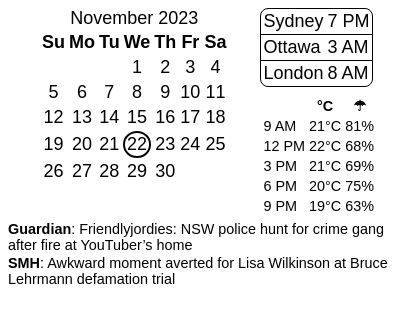 November 2023
Su Mo Tu We Th Fr Sa
1 2 3 4
5 6 7 8 9 10 11
12 13 14 15 16 17 18
19 20 21 22 23 24 25
26 27 28 29 30
Sydney 7 PM
Ottawa 3 AM
London 8 AM
°C ☂
9 AM 21°C 81%
12 PM 22°C 68%
3 PM 21°C 69%
6 PM 20°C 75%
9 PM 19°C 63%
Guardian: Friendlyjordies: NSW police hunt for crime gang
after fire at YouTuber's home
SMH: Awkward moment averted for Lisa Wilkinson at Bruce
Lehrmann defamation trial